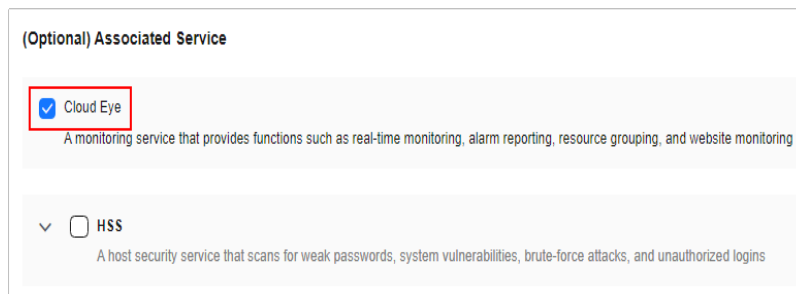 (Optional) Associated Service
Cloud Eye
A monitoring service that provides functions such as real-time monitoring, alarm reporting, resource grouping, and website monitoring
HSS
A host security service that scans for weak passwords, system vulnerabilities, brute-force attacks, and unauthorized logins